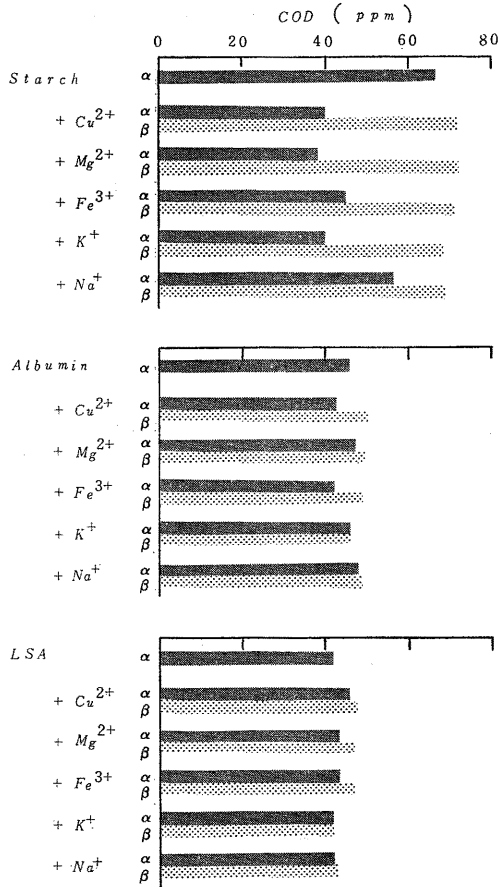 COD ( ppm )
0 20 40 60 80
Starch α
+ Cu2+ α
β
+ Mg2+ α
β
+ Fe3+ α
β
+ K+ α
β
+ Na+ α
β
Albumin α
+ Cu2+ α
β
+ Mg2+ α
β
+ Fe3+ α
β
+ K+ α
β
+ Na+ α
β
LSA α
+ Cu2+ α
β
+ Mg2+ α
β
+ Fe3+ α
β
+ K+ α
β
+ Na+ α
β